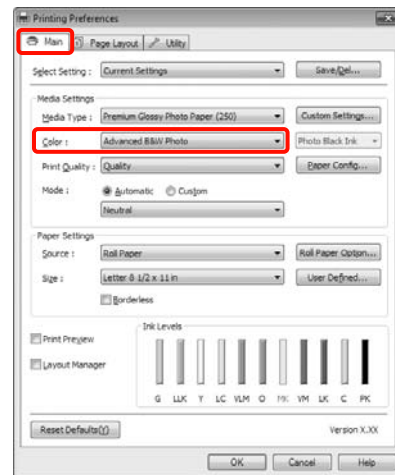 Printing Preferences
Main Page Layout Utility
Select Setting : Current Settings Save/Del...
Media Settings
Media Type : Premium Glossy Photo Paper (250) Custom Settings...
Color : Advanced B&W Photo Photo Black Ink
Print Quality : Quality Paper Config...
Mode : Automatic Custom
Neutral
Paper Settings
Source : Roll Paper Roll Paper Option...
Size : Letter 8 1/2 x 11 in User Defined...
Borderless
Ink Levels
Print Preview
Layout Manager
G LLK Y LC VLM O MK VM LK C PK
Reset Defaults(Y) Version X.XX
OK Cancel Help